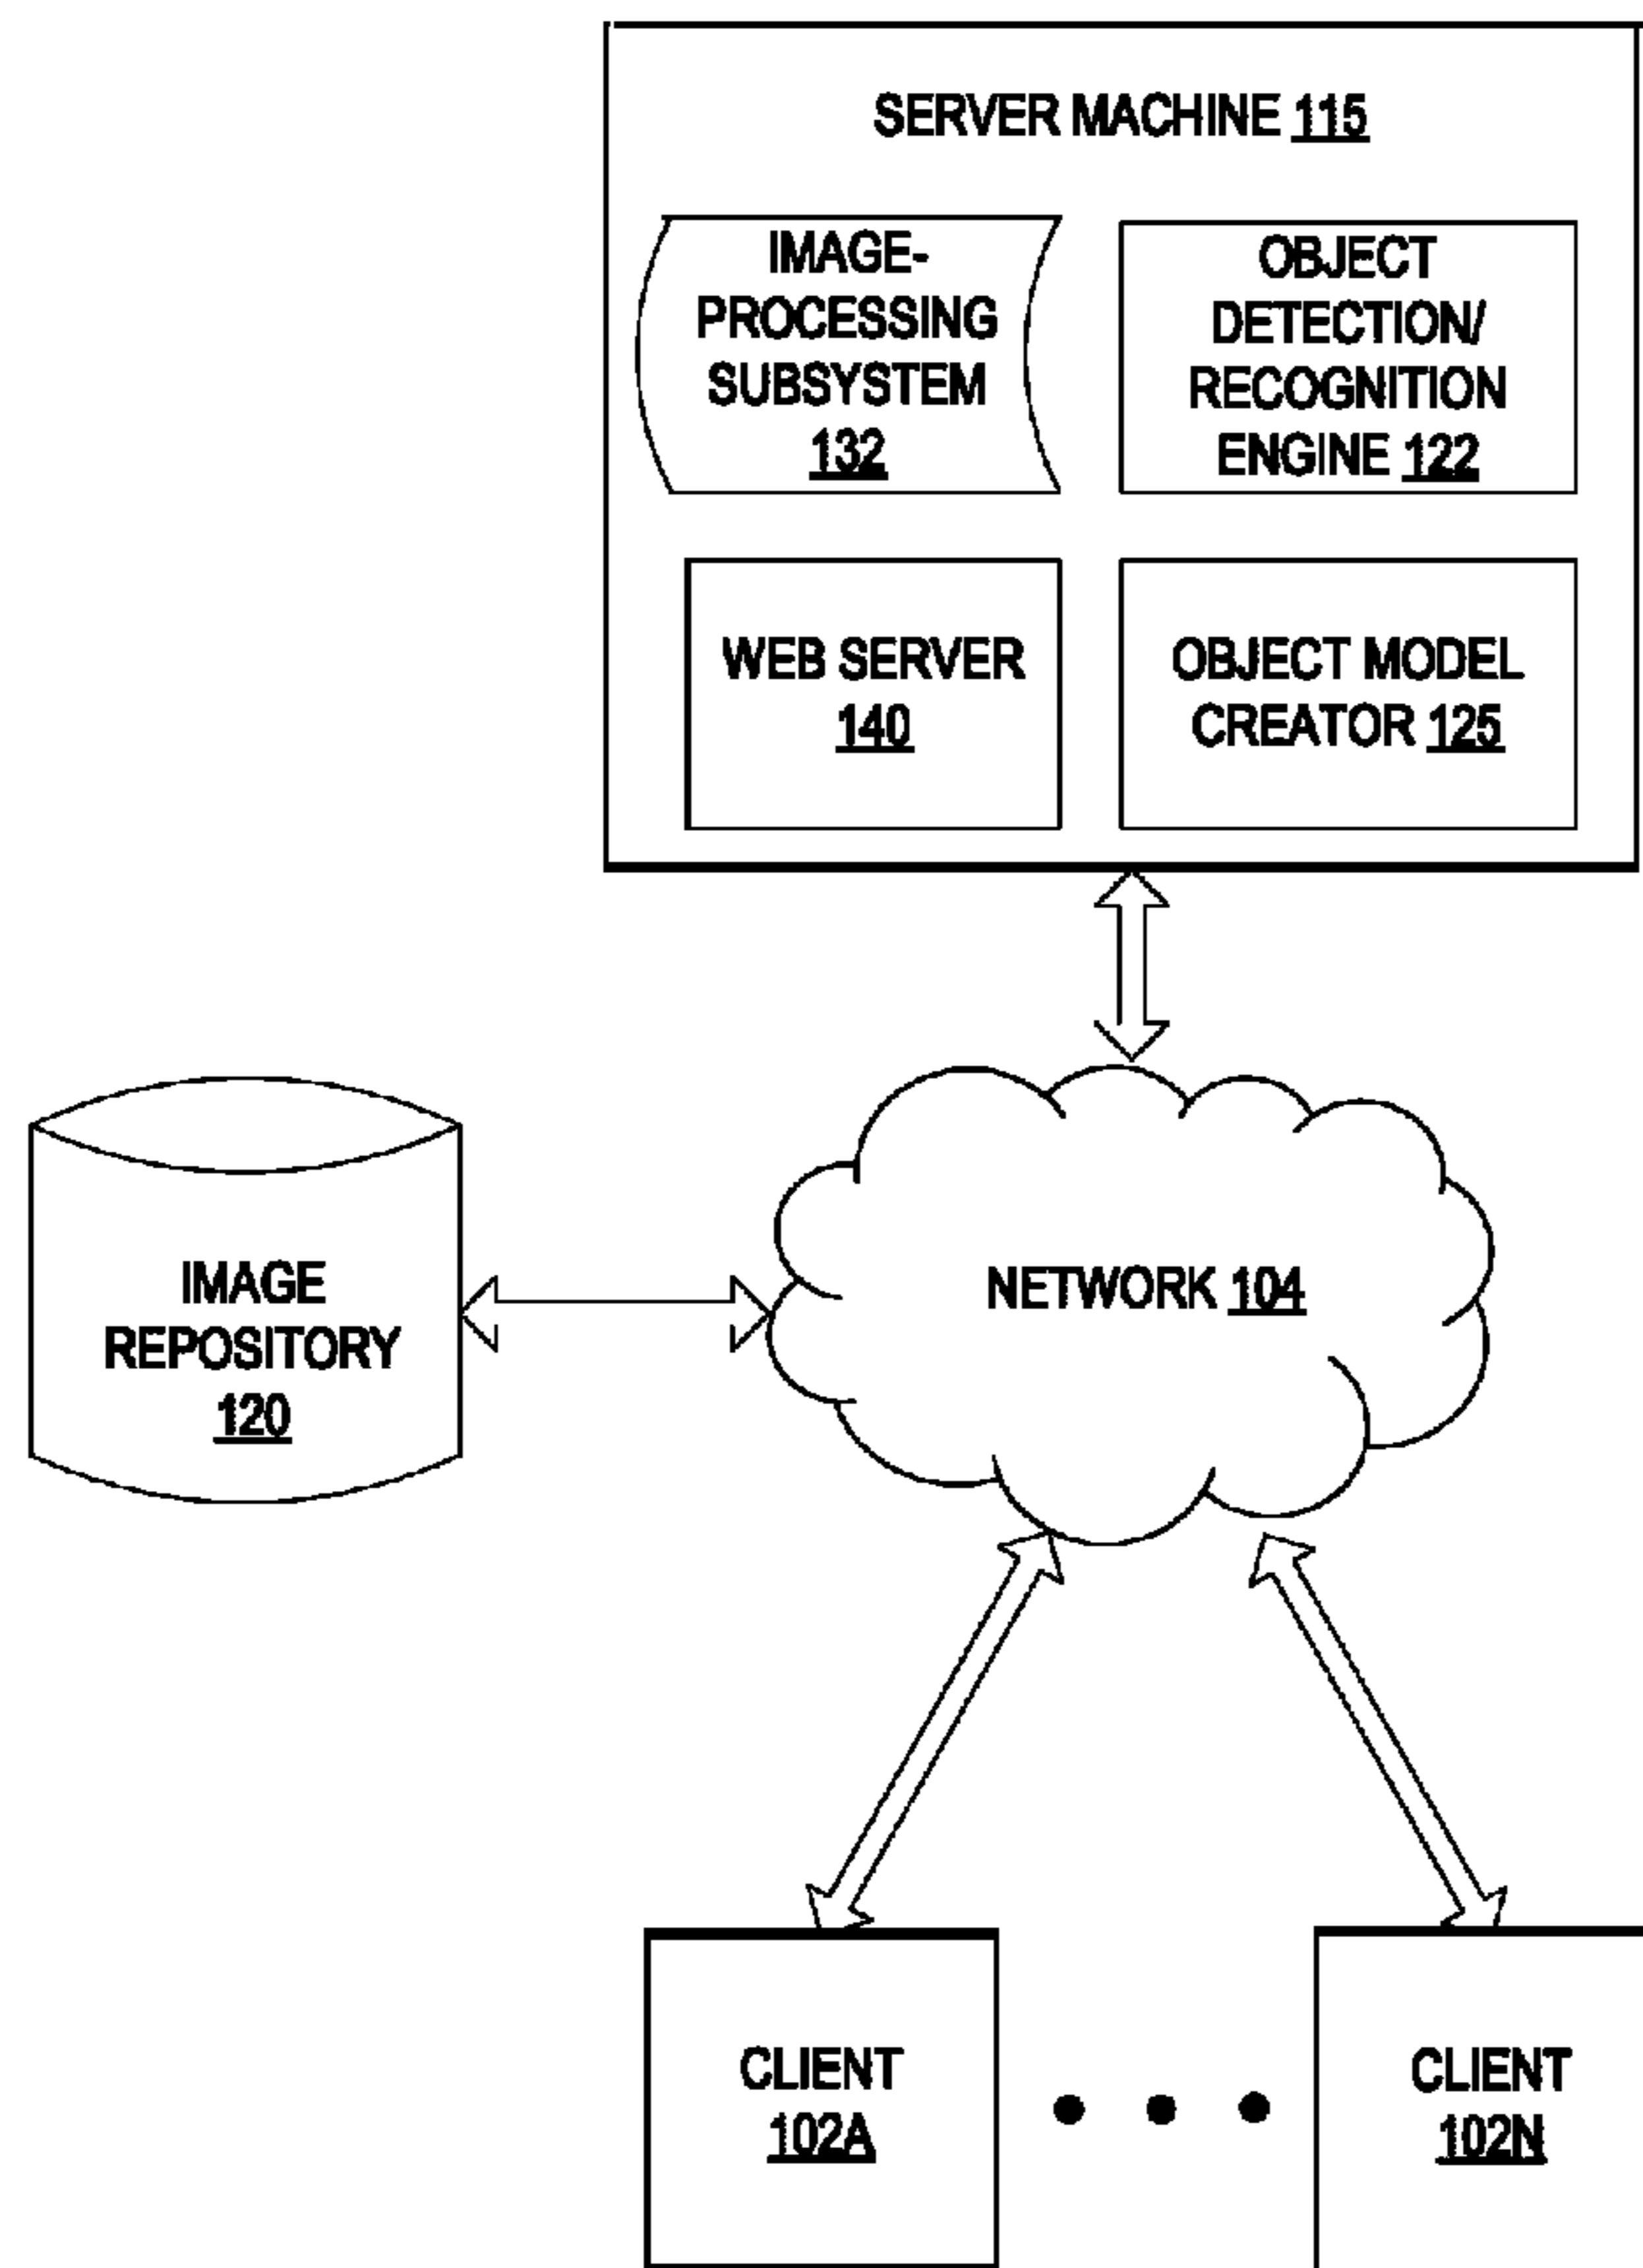 SERVER MACHINE 115
IMAGE-
PROCESSING
SUBSYSTEM
132
OBJECT
DETECTION/
RECOGNITION
ENGINE 122
WEB SERVER
140
OBJECT MODEL
CREATOR 125
IMAGE
REPOSITORY
120
NETWORK 104
CLIENT
102A
CLIENT
102N